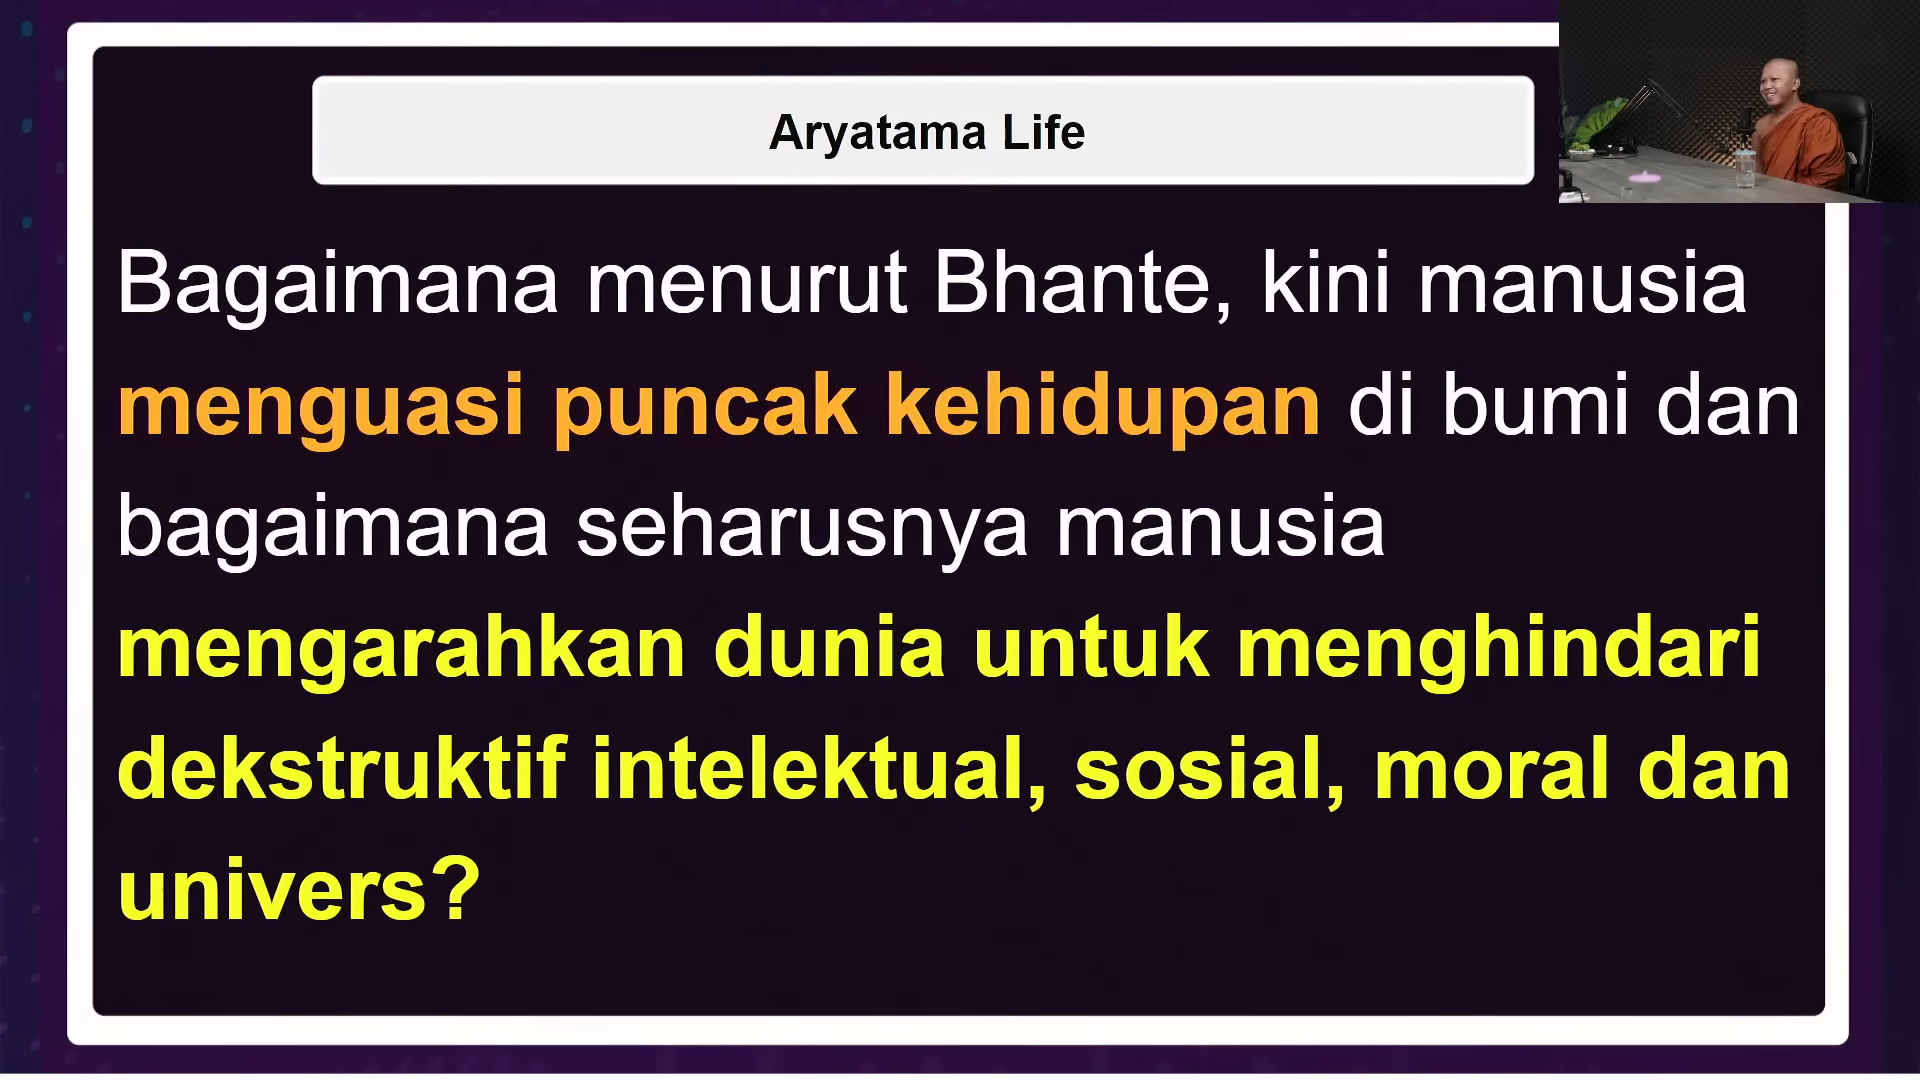 Aryatama Life
Bagaimana menurut Bhante, kini manusia
menguasi puncak kehidupan di bumi dan
bagaimana seharusnya manusia
mengarahkan dunia untuk menghindari
dekstruktif intelektual, sosial, moral dan
univers?